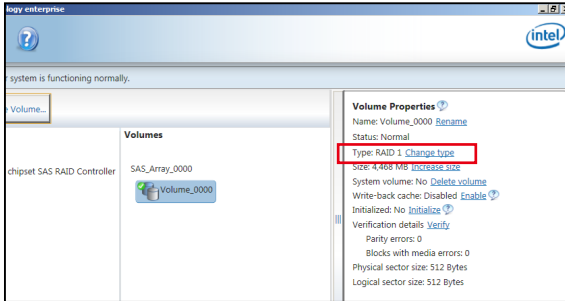 logy enterprise
?
intel
system is functioning normally.
Volume...
Volumes
chipset SAS RAID Controller
SAS_Array_0000
Volume_0000
Volume Properties ?
Name: Volume_0000 Rename
Status: Normal
Type: RAID 1 Change type
Size: 4,468 MB Increase size
System volume: No Delete volume
Write-back cache: Disabled Enable ?
Initialized: No Initialize ?
Verification details Verify
Parity errors: 0
Blocks with media errors: 0
Physical sector size: 512 Bytes
Logical sector size: 512 Bytes